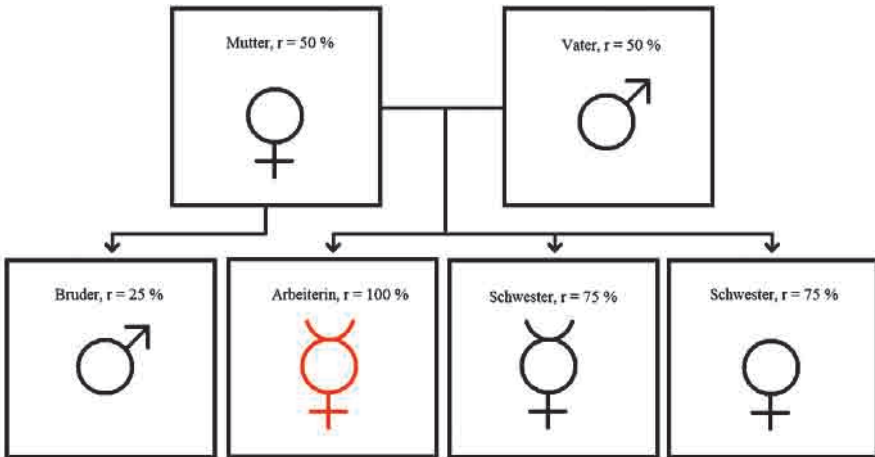 Mutter, r = 50 %
Vater, r = 50 %
Bruder, r = 25 %
Arbeiterin, r = 100 %
Schwester, r = 75 %
Schwester, r = 75 %